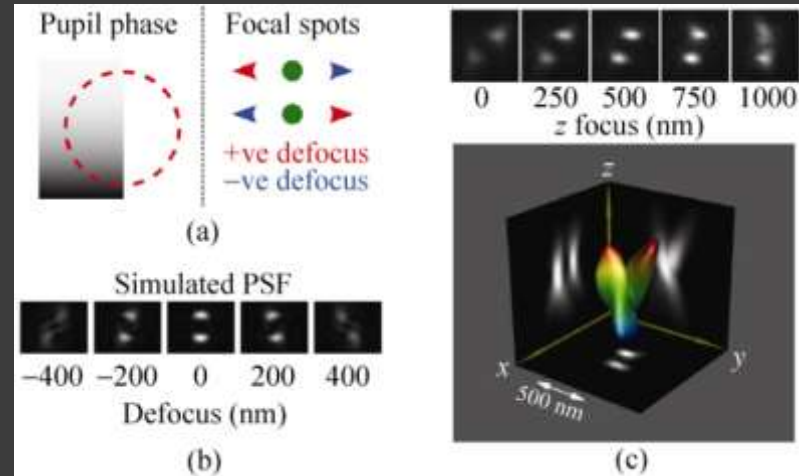 Pupil phase
Focal spots
+ve defocus
−ve defocus
(a)
Simulated PSF
−400 −200 0 200 400
Defocus (nm)
(b)
0 250 500 750 1000
z focus (nm)
z
x
y
500 nm
(c)